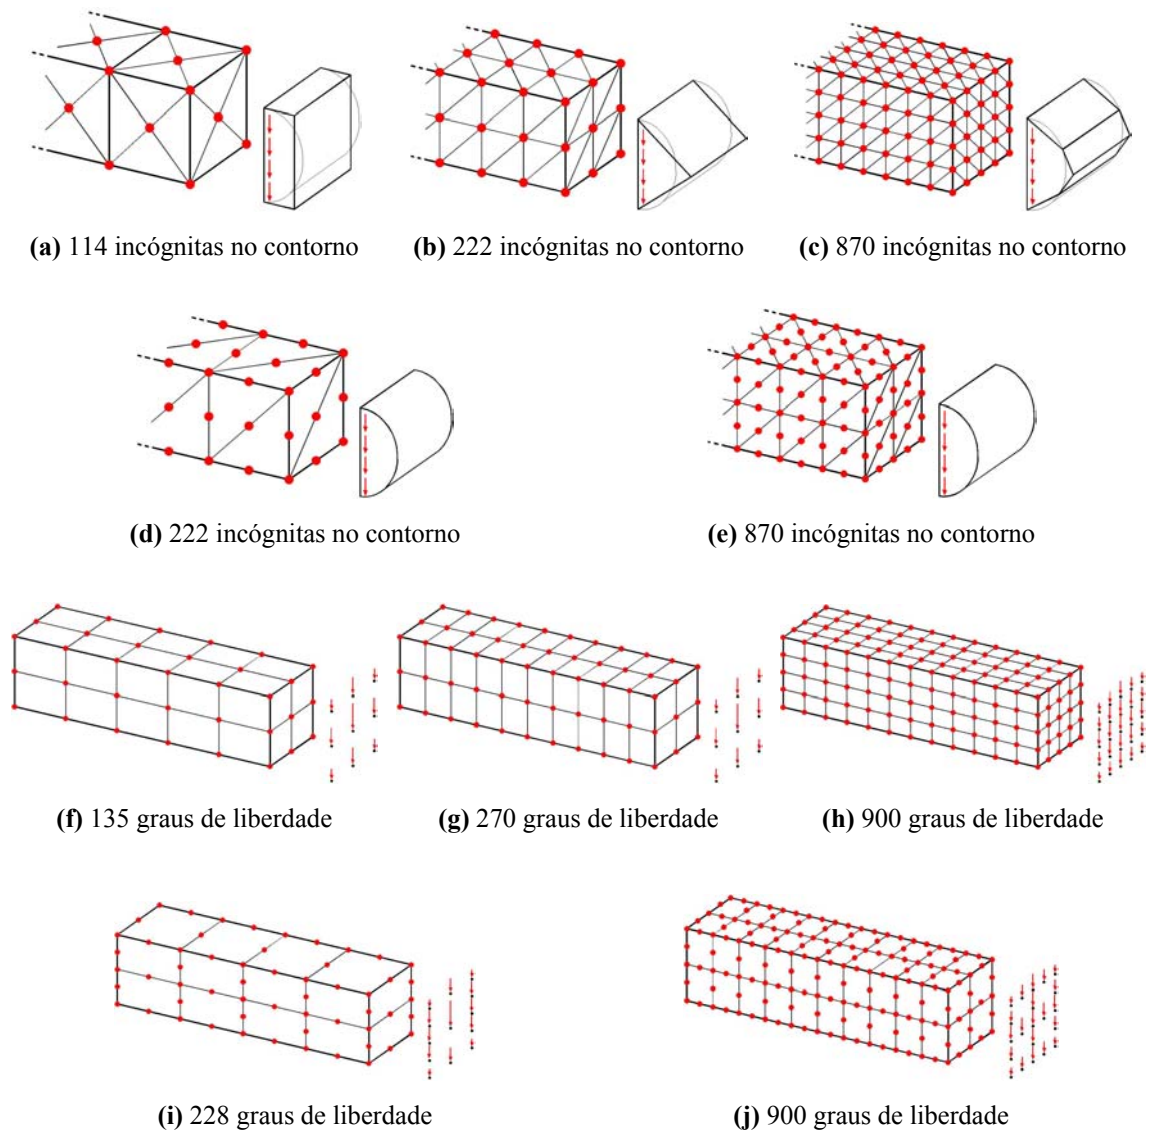 (a) 114 incógnitas no contorno
(b) 222 incógnitas no contorno
(c) 870 incógnitas no contorno
(d) 222 incógnitas no contorno
(e) 870 incógnitas no contorno
(f) 135 graus de liberdade
(g) 270 graus de liberdade
(h) 900 graus de liberdade
(i) 228 graus de liberdade
(j) 900 graus de liberdade